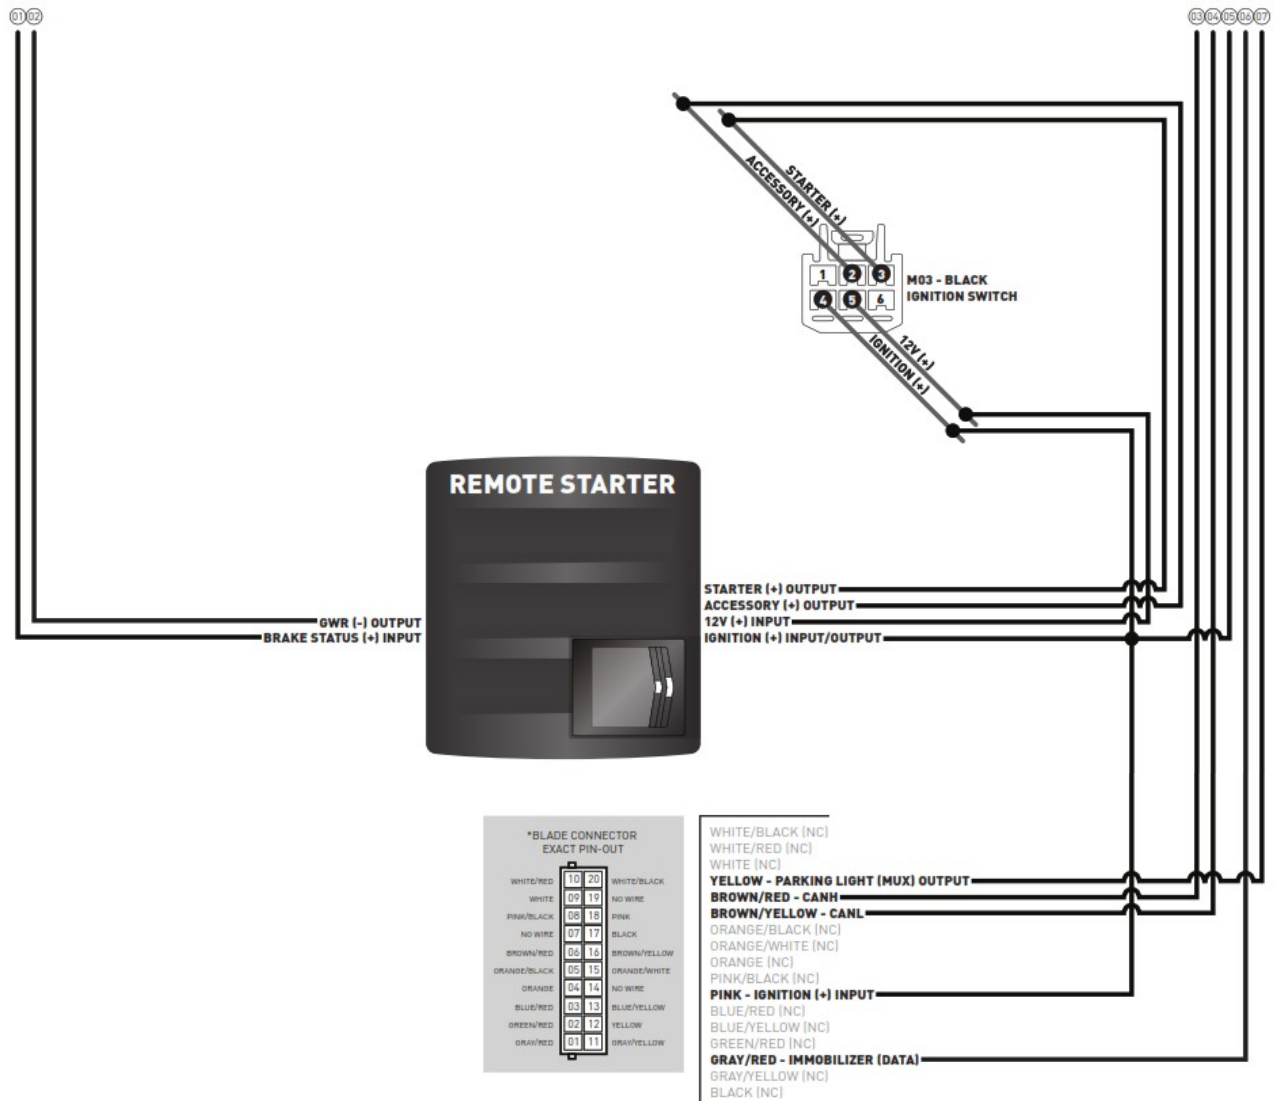 01 02
03 04 05 06 07
ACCESSORY (+)
STARTER (+)
1 2 3
4 5 6
M03 - BLACK
IGNITION SWITCH
12V (+)
IGNITION (+)
REMOTE STARTER
STARTER (+) OUTPUT
ACCESSORY (+) OUTPUT
12V (+) INPUT
IGNITION (+) INPUT/OUTPUT
GWR (-) OUTPUT
BRAKE STATUS (+) INPUT
*BLADE CONNECTOR
EXACT PIN-OUT
WHITE/RED 10 20 WHITE/BLACK
WHITE 09 19 NO WIRE
PINK/BLACK 08 18 PINK
NO WIRE 07 17 BLACK
BROWN/RED 06 16 BROWN/YELLOW
ORANGE/BLACK 05 15 ORANGE/WHITE
ORANGE 04 14 NO WIRE
BLUE/RED 03 13 BLUE/YELLOW
GREEN/RED 02 12 YELLOW
GRAY/RED 01 11 GRAY/YELLOW
WHITE/BLACK (NC)
WHITE/RED (NC)
WHITE (NC)
YELLOW - PARKING LIGHT (MUX) OUTPUT
BROWN/RED - CANH
BROWN/YELLOW - CANL
ORANGE/BLACK (NC)
ORANGE/WHITE (NC)
ORANGE (NC)
PINK/BLACK (NC)
PINK - IGNITION (+) INPUT
BLUE/RED (NC)
BLUE/YELLOW (NC)
GREEN/RED (NC)
GRAY/RED - IMMOBILIZER (DATA)
GRAY/YELLOW (NC)
BLACK (NC)